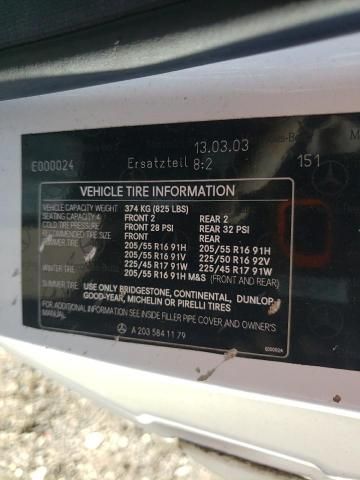 13.03.03
E000024 Ersatzteil 8:2 151
VEHICLE TIRE INFORMATION
VEHICLE CAPACITY WEIGHT 374 KG (825 LBS)
SEATING CAPACITY 4 FRONT 2 REAR 2
COLD TIRE PRESSURE FRONT 28 PSI REAR 32 PSI
RECOMMENDED TIRE SIZE FRONT REAR
SUMMER TIRE 205/55 R16 91H 205/55 R16 91H
205/55 R16 91V 225/50 R16 92V
225/45 R17 91W 225/45 R17 91W
WINTER TIRE 205/55 R16 91H M&S (FRONT AND REAR)
SUMMER TIRE: USE ONLY BRIDGESTONE, CONTINENTAL, DUNLOP
GOOD-YEAR, MICHELIN OR PIRELLI TIRES
FOR ADDITIONAL INFORMATION SEE INSIDE FILLER PIPE COVER AND OWNER'S
MANUAL.
A 203 584 11 79
E000024